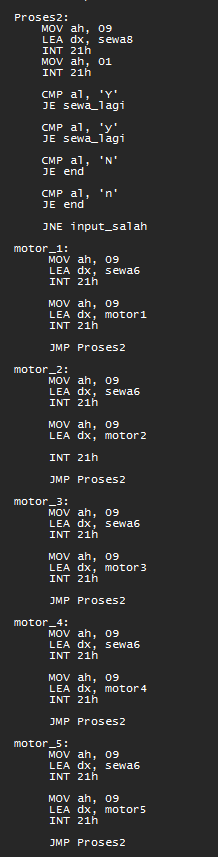 Proses2:
MOV ah, 09
LEA dx, sewa8
INT 21h
MOV ah, 01
INT 21h
CMP al, 'Y'
JE sewa_lagi
CMP al, 'y'
JE sewa_lagi
CMP al, 'N'
JE end
CMP al, 'n'
JE end
JNE input_salah
motor_1:
MOV ah, 09
LEA dx, sewa6
INT 21h
MOV ah, 09
LEA dx, motor1
INT 21h
JMP Proses2
motor_2:
MOV ah, 09
LEA dx, sewa6
INT 21h
MOV ah, 09
LEA dx, motor2
INT 21h
JMP Proses2
motor_3:
MOV ah, 09
LEA dx, sewa6
INT 21h
MOV ah, 09
LEA dx, motor3
INT 21h
JMP Proses2
motor_4:
MOV ah, 09
LEA dx, sewa6
INT 21h
MOV ah, 09
LEA dx, motor4
INT 21h
JMP Proses2
motor_5:
MOV ah, 09
LEA dx, sewa6
INT 21h
MOV ah, 09
LEA dx, motor5
INT 21h
JMP Proses2